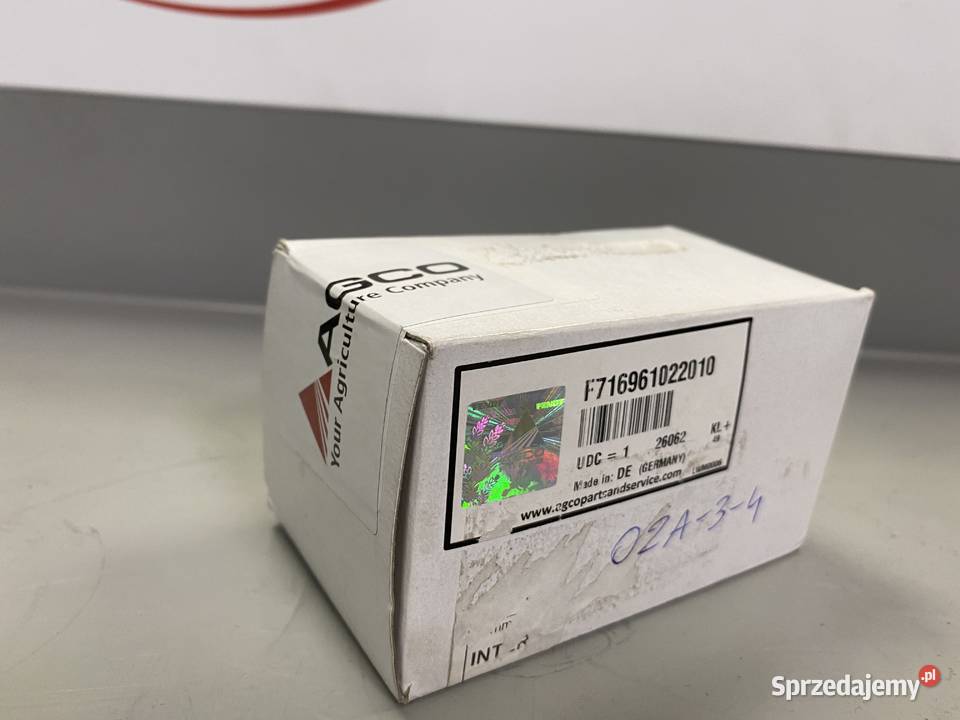 AGCO
Your Agriculture Company
F716961022010
UDC = 1 26062 KL+
49
Made in: DE (GERMANY)
www.agcopartsandservice.com
02A-3-4
INT
Sprzedajemy.pl